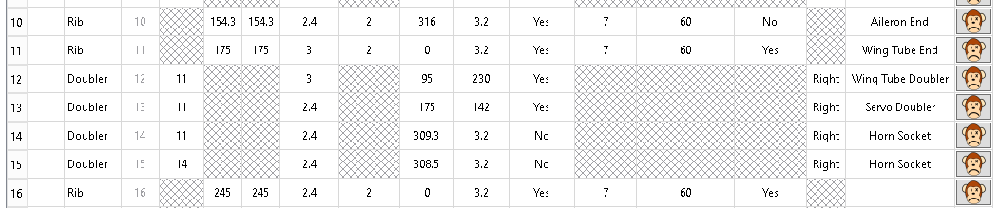 10 Rib 10 154.3 154.3 2.4 2 316 3.2 Yes 7 60 No Aileron End
11 Rib 11 175 175 3 2 0 3.2 Yes 7 60 Yes Wing Tube End
12 Doubler 12 11 3 95 230 Yes Right Wing Tube Doubler
13 Doubler 13 11 2.4 175 142 Yes Right Servo Doubler
14 Doubler 14 11 2.4 309.3 3.2 No Right Horn Socket
15 Doubler 15 14 2.4 308.5 3.2 No Right Horn Socket
16 Rib 16 245 245 2.4 2 0 3.2 Yes 7 60 Yes